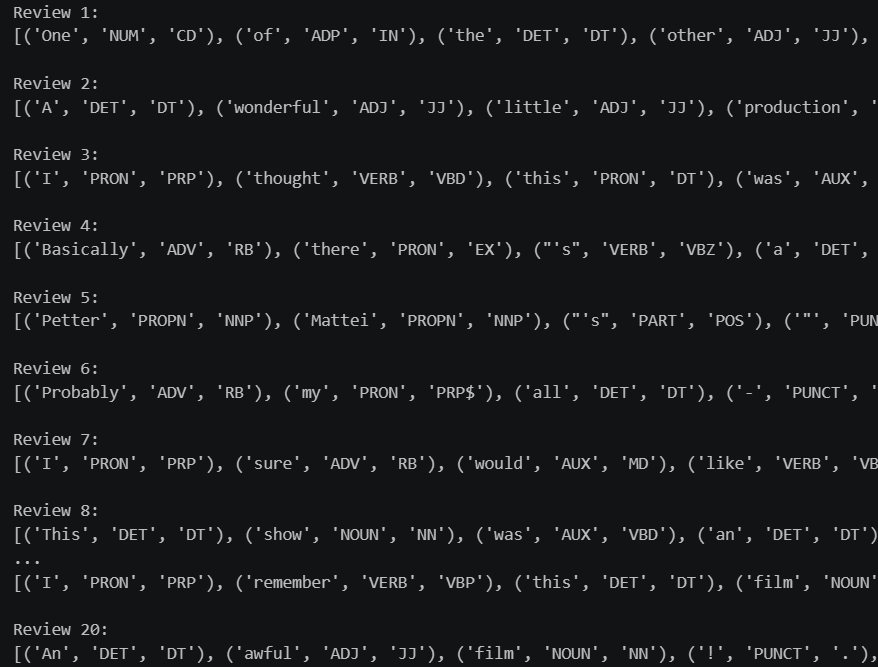 Review 1:
[('One', 'NUM', 'CD'), ('of', 'ADP', 'IN'), ('the', 'DET', 'DT'), ('other', 'ADJ', 'JJ'),
Review 2:
[('A', 'DET', 'DT'), ('wonderful', 'ADJ', 'JJ'), ('little', 'ADJ', 'JJ'), ('production', '
Review 3:
[('I', 'PRON', 'PRP'), ('thought', 'VERB', 'VBD'), ('this', 'PRON', 'DT'), ('was', 'AUX',
Review 4:
[('Basically', 'ADV', 'RB'), ('there', 'PRON', 'EX'), ("'s", 'VERB', 'VBZ'), ('a', 'DET',
Review 5:
[('Petter', 'PROPN', 'NNP'), ('Mattei', 'PROPN', 'NNP'), ("'s", 'PART', 'POS'), ('"', 'PUN
Review 6:
[('Probably', 'ADV', 'RB'), ('my', 'PRON', 'PRP$'), ('all', 'DET', 'DT'), ('-', 'PUNCT', '
Review 7:
[('I', 'PRON', 'PRP'), ('sure', 'ADV', 'RB'), ('would', 'AUX', 'MD'), ('like', 'VERB', 'VB
Review 8:
[('This', 'DET', 'DT'), ('show', 'NOUN', 'NN'), ('was', 'AUX', 'VBD'), ('an', 'DET', 'DT')
...
[('I', 'PRON', 'PRP'), ('remember', 'VERB', 'VBP'), ('this', 'DET', 'DT'), ('film', 'NOUN'
Review 20:
[('An', 'DET', 'DT'), ('awful', 'ADJ', 'JJ'), ('film', 'NOUN', 'NN'), ('!', 'PUNCT', '.'),